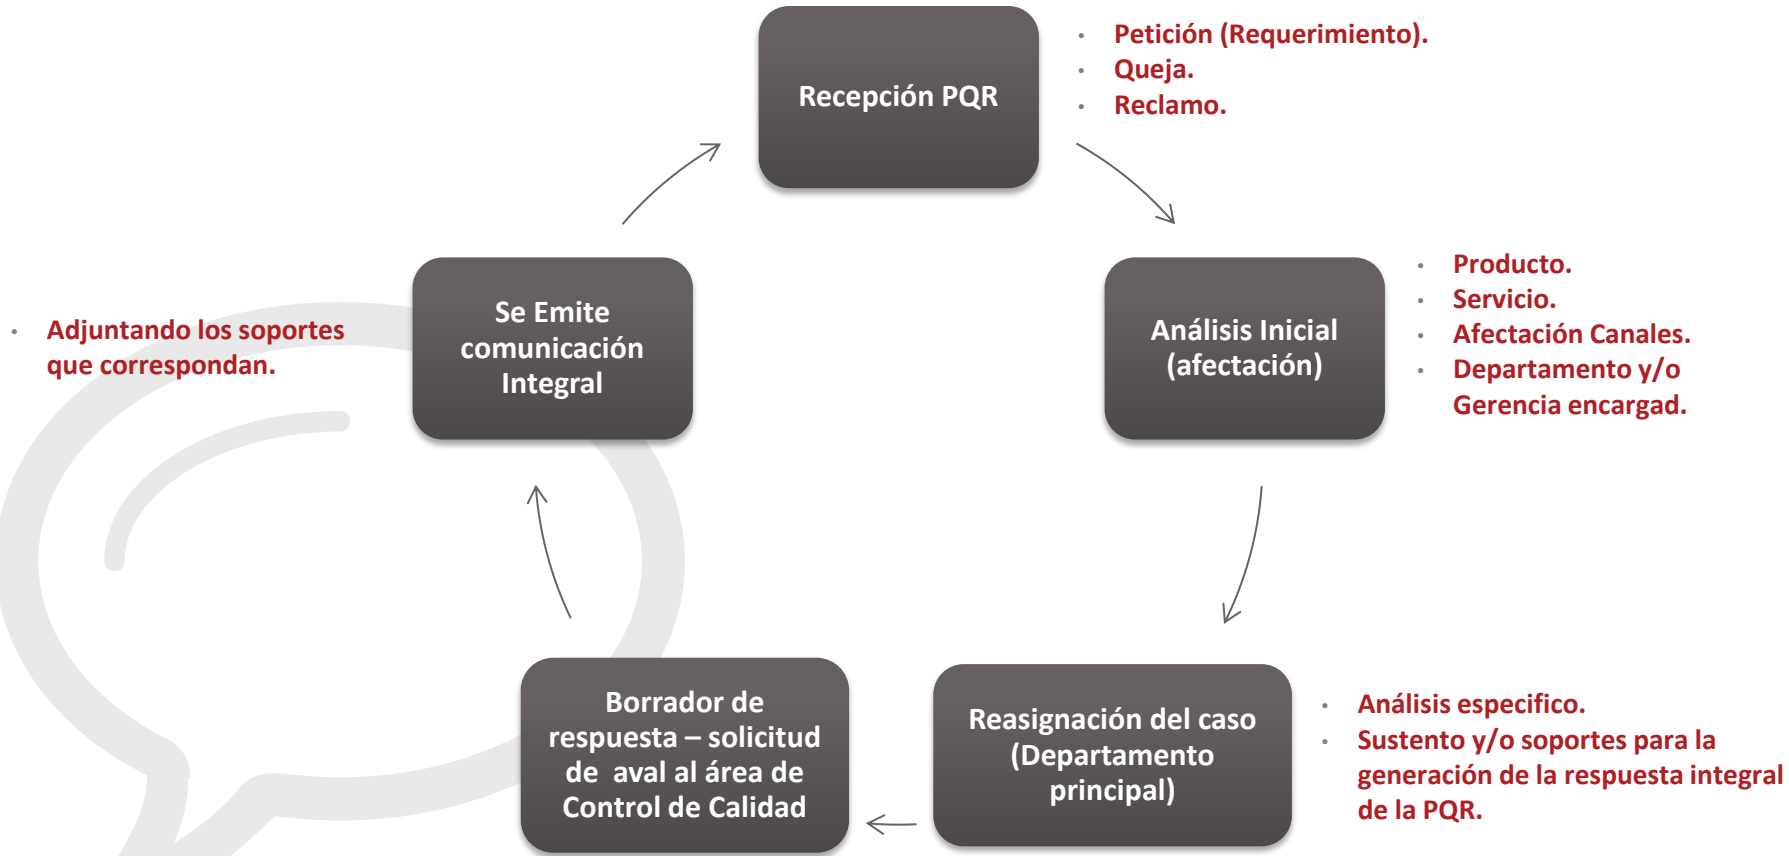 Recepción PQR
· Petición (Requerimiento).
· Queja.
· Reclamo.
Análisis Inicial
(afectación)
· Producto.
· Servicio.
· Afectación Canales.
· Departamento y/o
Gerencia encargad.
Reasignación del caso
(Departamento
principal)
· Análisis especifico.
· Sustento y/o soportes para la
generación de la respuesta integral
de la PQR.
Borrador de
respuesta – solicitud
de aval al área de
Control de Calidad
Se Emite
comunicación
Integral
· Adjuntando los soportes
que correspondan.